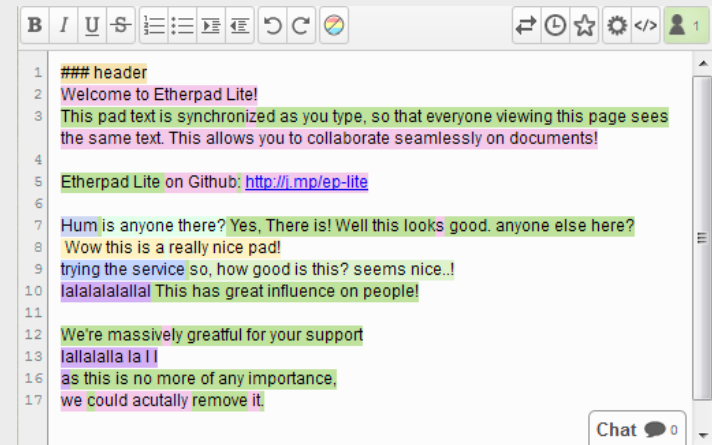 B I U S
</> 1
1 ### header
2 Welcome to Etherpad Lite!
3 This pad text is synchronized as you type, so that everyone viewing this page sees
the same text. This allows you to collaborate seamlessly on documents!
4
5 Etherpad Lite on Github: http://j.mp/ep-lite
6
7 Hum is anyone there? Yes, There is! Well this looks good. anyone else here?
8 Wow this is a really nice pad!
9 trying the service so, how good is this? seems nice..!
10 lalalalalallal This has great influence on people!
11
12 We're massively greatful for your support
13 lallalalla la l l
16 as this is no more of any importance,
17 we could acutally remove it.
Chat 0